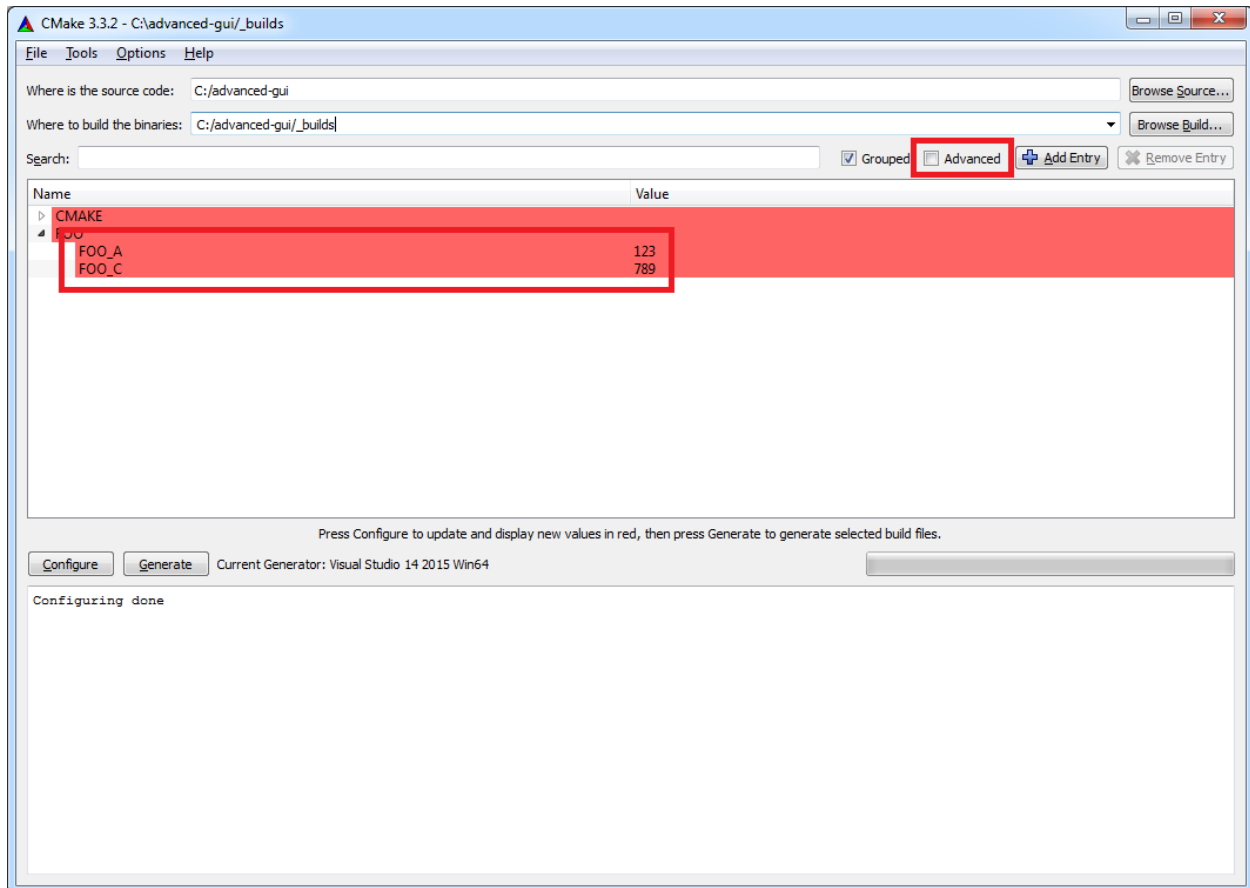 CMake 3.3.2 - C:\advanced-gui/_builds
File Tools Options Help
Where is the source code: C:/advanced-gui Browse Source...
Where to build the binaries: C:/advanced-gui/_builds Browse Build...
Search: Grouped Advanced Add Entry Remove Entry
Name Value
CMAKE
FOO
FOO_A 123
FOO_C 789
Press Configure to update and display new values in red, then press Generate to generate selected build files.
Configure Generate Current Generator: Visual Studio 14 2015 Win64
Configuring done